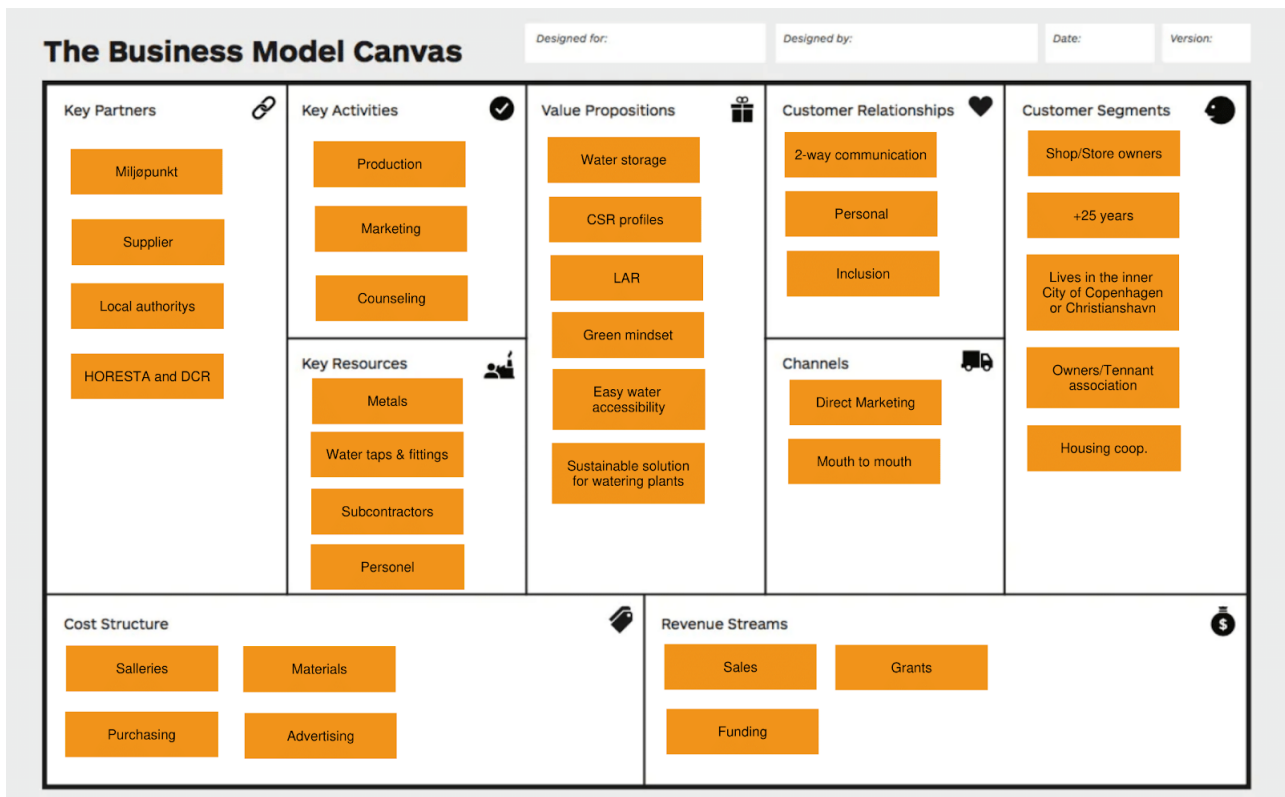 The Business Model Canvas
Designed for:
Designed by:
Date:
Version:
Key Partners
Miljøpunkt
Supplier
Local authoritys
HORESTA and DCR
Key Activities
Production
Marketing
Counseling
Key Resources
Metals
Water taps & fittings
Subcontractors
Personel
Value Propositions
Water storage
CSR profiles
LAR
Green mindset
Easy water
accessibility
Sustainable solution
for watering plants
Customer Relationships
2-way communication
Personal
Inclusion
Channels
Direct Marketing
Mouth to mouth
Customer Segments
Shop/Store owners
+25 years
Lives in the inner
City of Copenhagen
or Christianshavn
Owners/Tennant
association
Housing coop.
Cost Structure
Salleries
Materials
Purchasing
Advertising
Revenue Streams
$
Sales
Grants
Funding